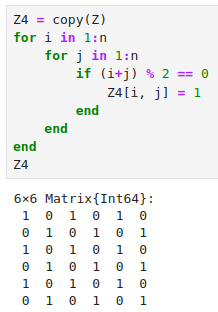 Z4 = copy(Z)
for i in 1:n
    for j in 1:n
        if (i+j) % 2 == 0
            Z4[i, j] = 1
        end
    end
end
Z4
6×6 Matrix{Int64}:
 1  0  1  0  1  0
 0  1  0  1  0  1
 1  0  1  0  1  0
 0  1  0  1  0  1
 1  0  1  0  1  0
 0  1  0  1  0  1